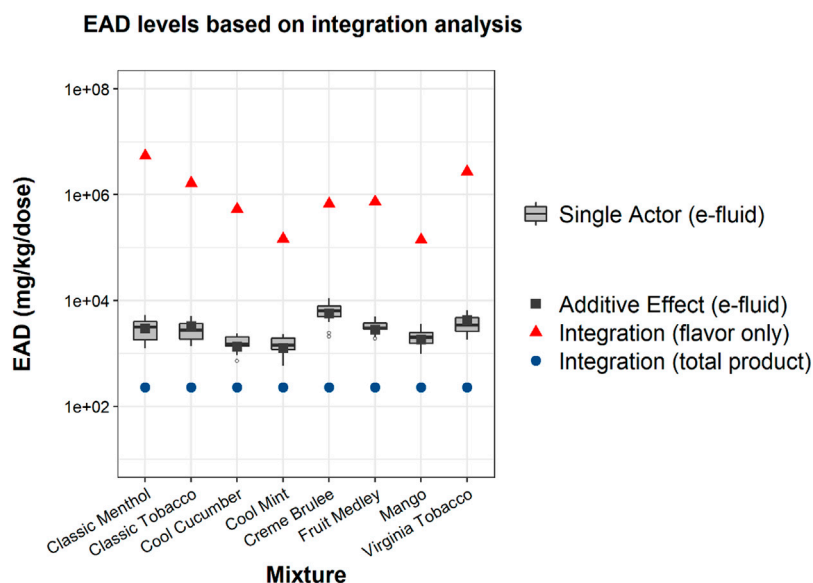 EAD levels based on integration analysis
EAD (mg/kg/dose)
1e+08
1e+06
1e+04
1e+02
Classic Menthol
Classic Tobacco
Cool Cucumber
Cool Mint
Creme Brulee
Fruit Medley
Mango
Virginia Tobacco
Mixture
Single Actor (e-fluid)
Additive Effect (e-fluid)
Integration (flavor only)
Integration (total product)